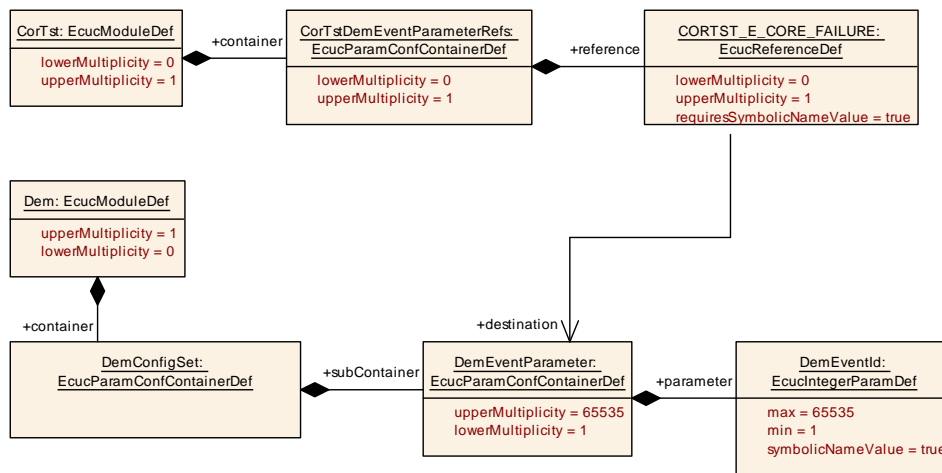 CorTst: EcucModuleDef
lowerMultiplicity = 0
upperMultiplicity = 1
+container
CorTstDemEventParameterRefs:
EcucParamConfContainerDef
lowerMultiplicity = 0
upperMultiplicity = 1
+reference
CORTST_E_CORE_FAILURE:
EcucReferenceDef
lowerMultiplicity = 0
upperMultiplicity = 1
requiresSymbolicNameValue = true
Dem: EcucModuleDef
upperMultiplicity = 1
lowerMultiplicity = 0
+container
+destination
DemConfigSet:
EcucParamConfContainerDef
+subContainer
DemEventParameter:
EcucParamConfContainerDef
upperMultiplicity = 65535
lowerMultiplicity = 1
+parameter
DemEventId:
EcucIntegerParamDef
max = 65535
min = 1
symbolicNameValue = true